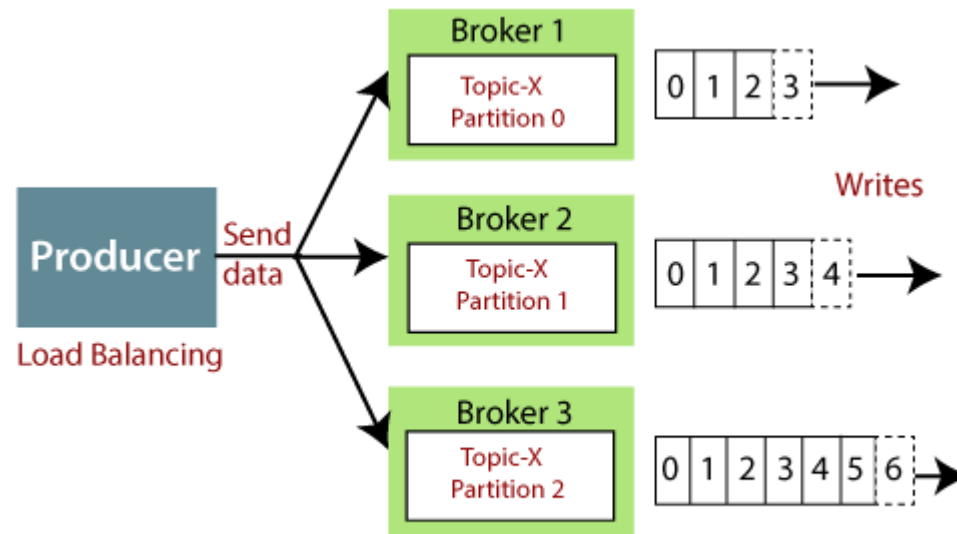 Broker 1
Topic-X
Partition 0
0 1 2 3
Writes
Producer
Send
data
Load Balancing
Broker 2
Topic-X
Partition 1
0 1 2 3 4
Broker 3
Topic-X
Partition 2
0 1 2 3 4 5 6